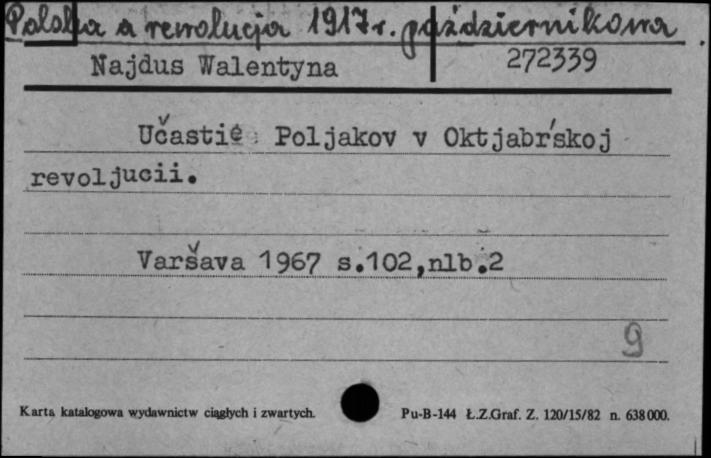 Polska a rewolucja 1917 r. październikowa
Najdus Walentyna 272339
Učastie Poljakov v Oktjabŕskoj
revoljucii.
Varšava 1967 s.102,nlb.2
9
Karta katalogowa wydawnictw ciągłych i zwartych. Pu-B-144 Ł.Z.Graf. Z. 120/15/82 n. 638000.